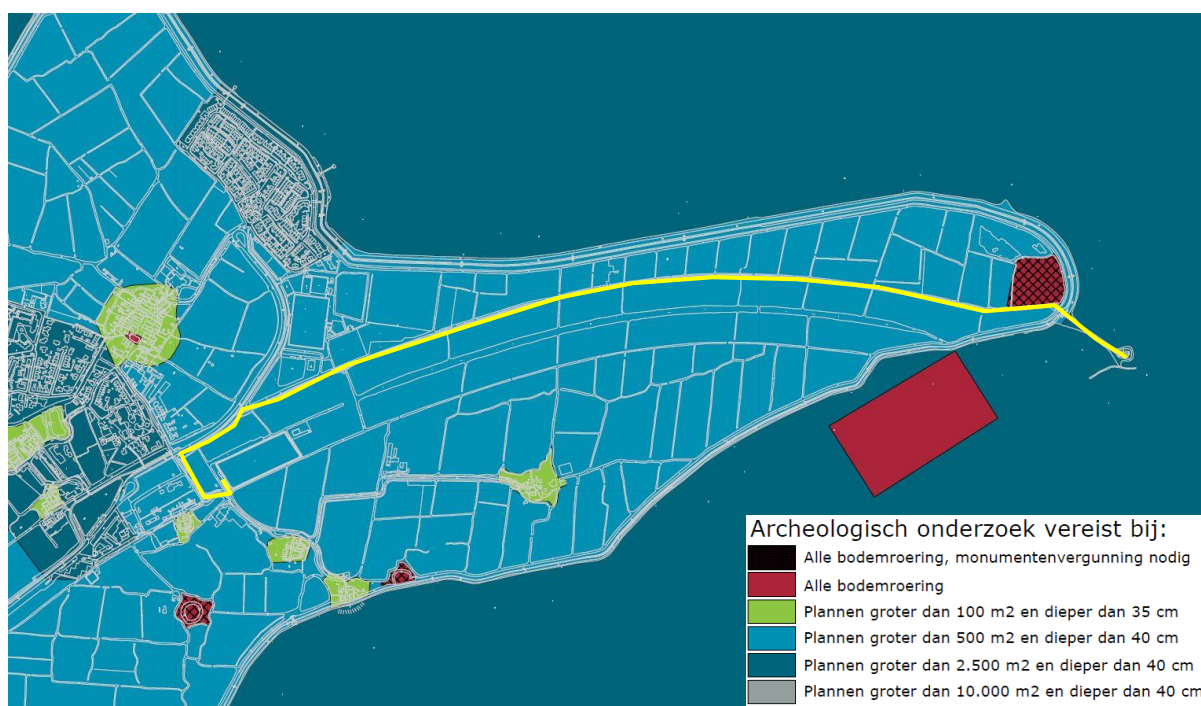 Archeologisch onderzoek vereist bij:
Alle bodemroering, monumentenvergunning nodig
Alle bodemroering
Plannen groter dan 100 m2 en dieper dan 35 cm
Plannen groter dan 500 m2 en dieper dan 40 cm
Plannen groter dan 2.500 m2 en dieper dan 40 cm
Plannen groter dan 10.000 m2 en dieper dan 40 cm